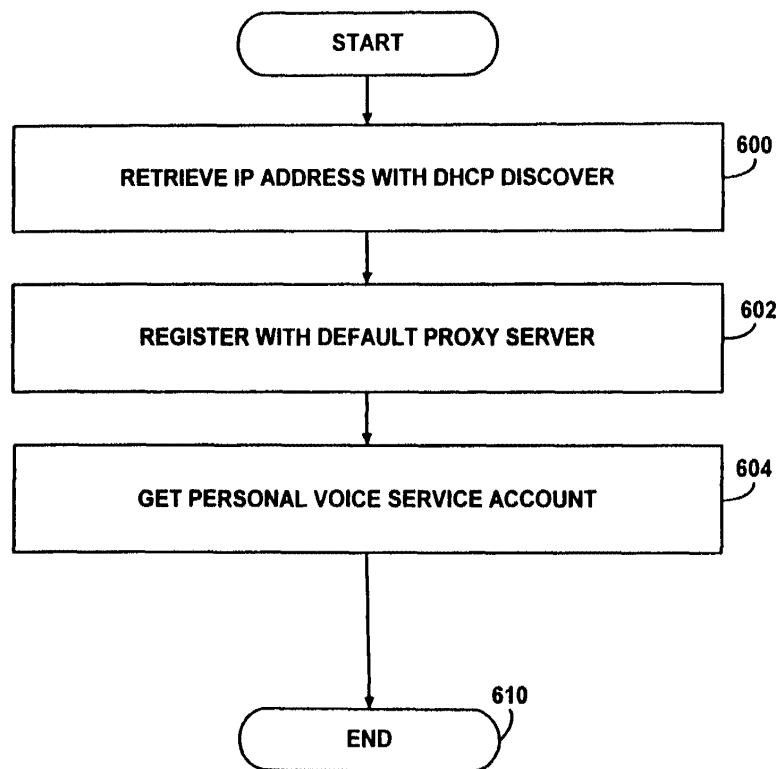 START
600
RETRIEVE IP ADDRESS WITH DHCP DISCOVER
602
REGISTER WITH DEFAULT PROXY SERVER
604
GET PERSONAL VOICE SERVICE ACCOUNT
610
END